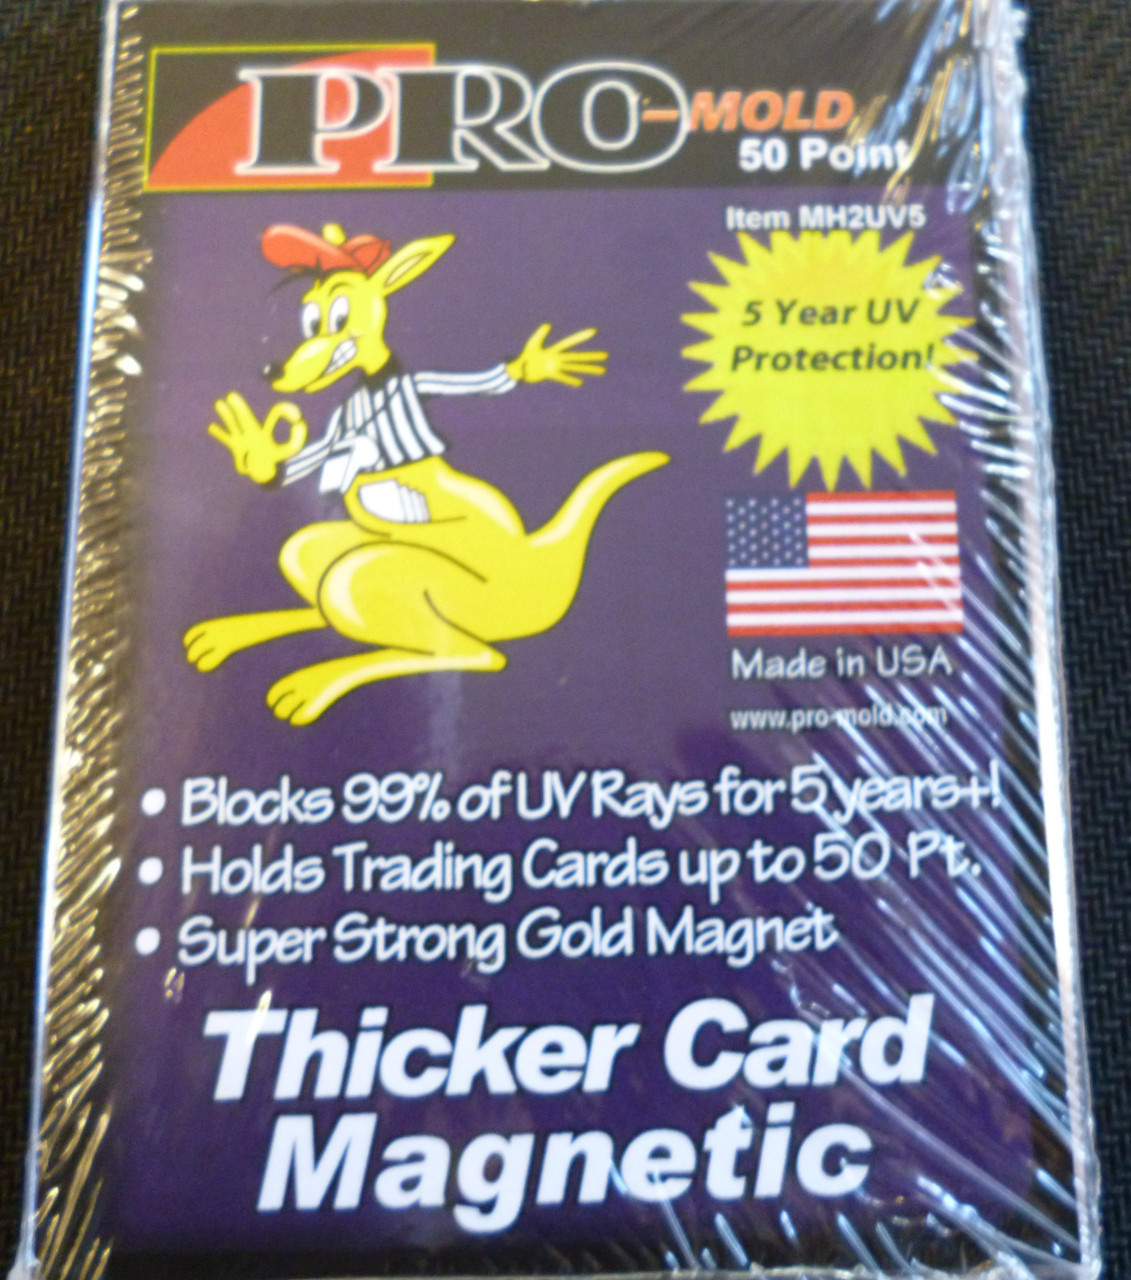 PRO-MOLD
50 Point
Item MH2UV5
5 Year UV
Protection!
Made in USA
www.pro-mold.com
• Blocks 99% of UV Rays for 5 years+!
• Holds Trading Cards up to 50 Pt.
• Super Strong Gold Magnet
Thicker Card
Magnetic